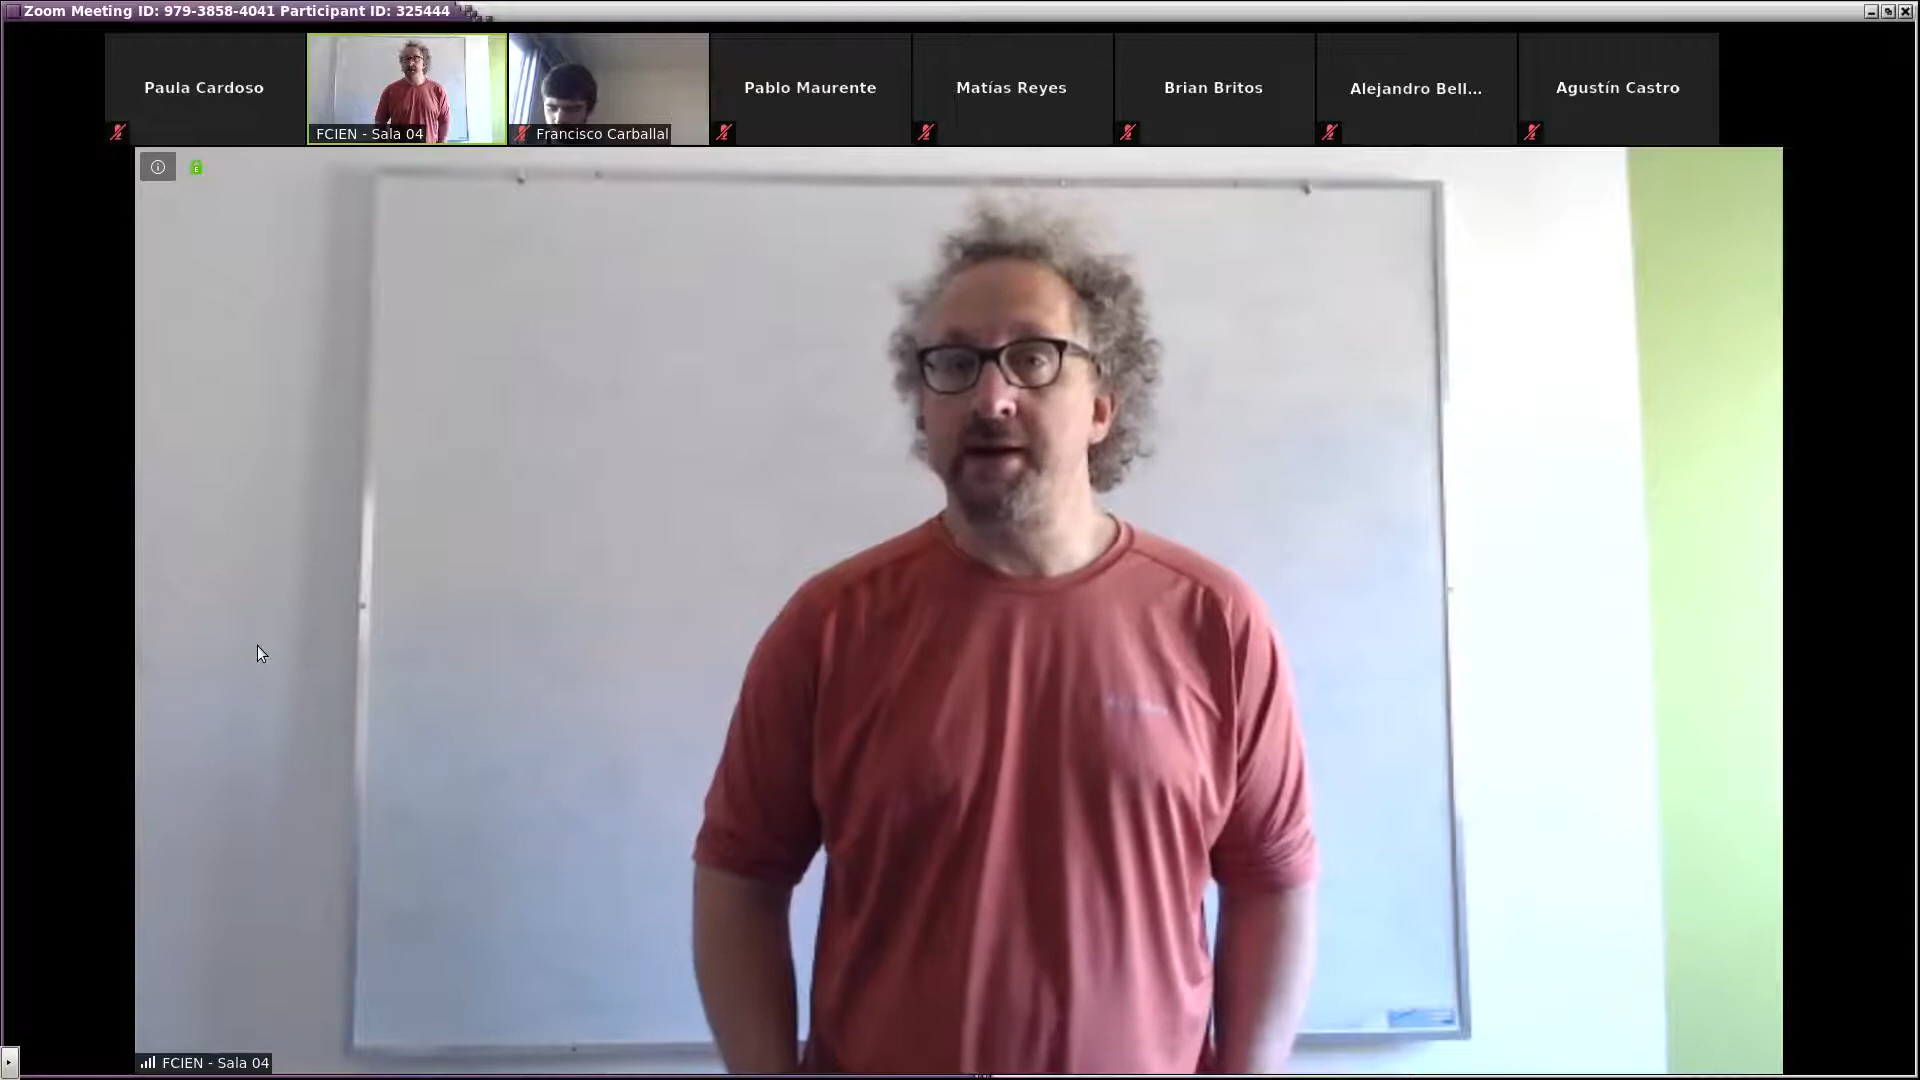 Zoom Meeting ID: 979-3858-4041 Participant ID: 325444
Paula Cardoso
FCIEN - Sala 04
Francisco Carballal
Pablo Maurente
Matías Reyes
Brian Britos
Alejandro Bell...
Agustín Castro
FCIEN - Sala 04